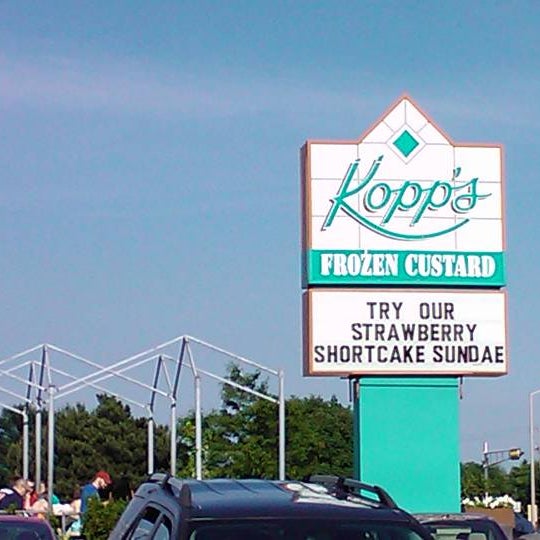 Kopp's
FROZEN CUSTARD
TRY OUR
STRAWBERRY
SHORTCAKE SUNDAE